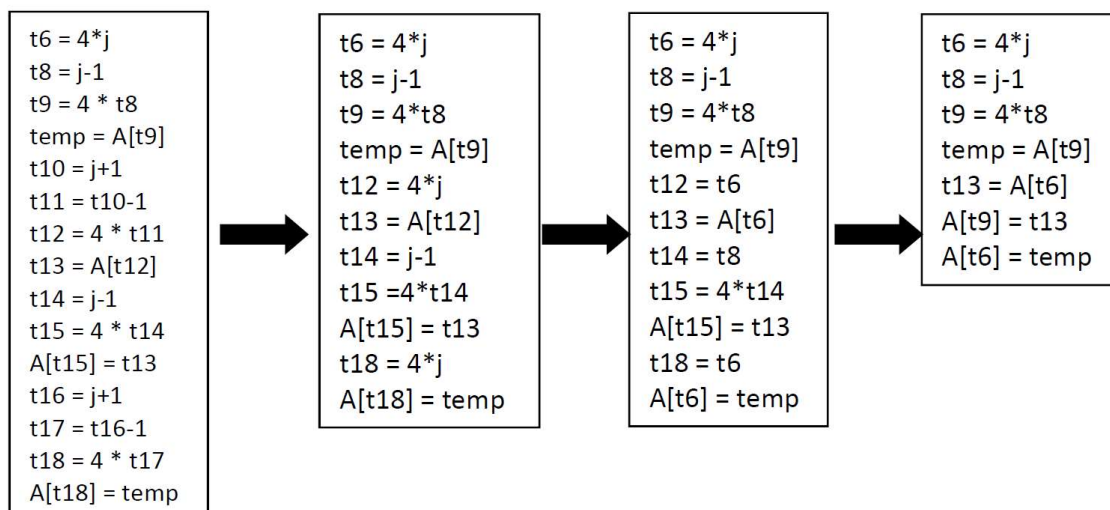 t6 = 4*j
t8 = j-1
t9 = 4 * t8
temp = A[t9]
t10 = j+1
t11 = t10-1
t12 = 4 * t11
t13 = A[t12]
t14 = j-1
t15 = 4 * t14
A[t15] = t13
t16 = j+1
t17 = t16-1
t18 = 4 * t17
A[t18] = temp
t6 = 4*j
t8 = j-1
t9 = 4*t8
temp = A[t9]
t12 = 4*j
t13 = A[t12]
t14 = j-1
t15 =4*t14
A[t15] = t13
t18 = 4*j
A[t18] = temp
t6 = 4*j
t8 = j-1
t9 = 4*t8
temp = A[t9]
t12 = t6
t13 = A[t6]
t14 = t8
t15 = 4*t14
A[t15] = t13
t18 = t6
A[t6] = temp
t6 = 4*j
t8 = j-1
t9 = 4*t8
temp = A[t9]
t13 = A[t6]
A[t9] = t13
A[t6] = temp